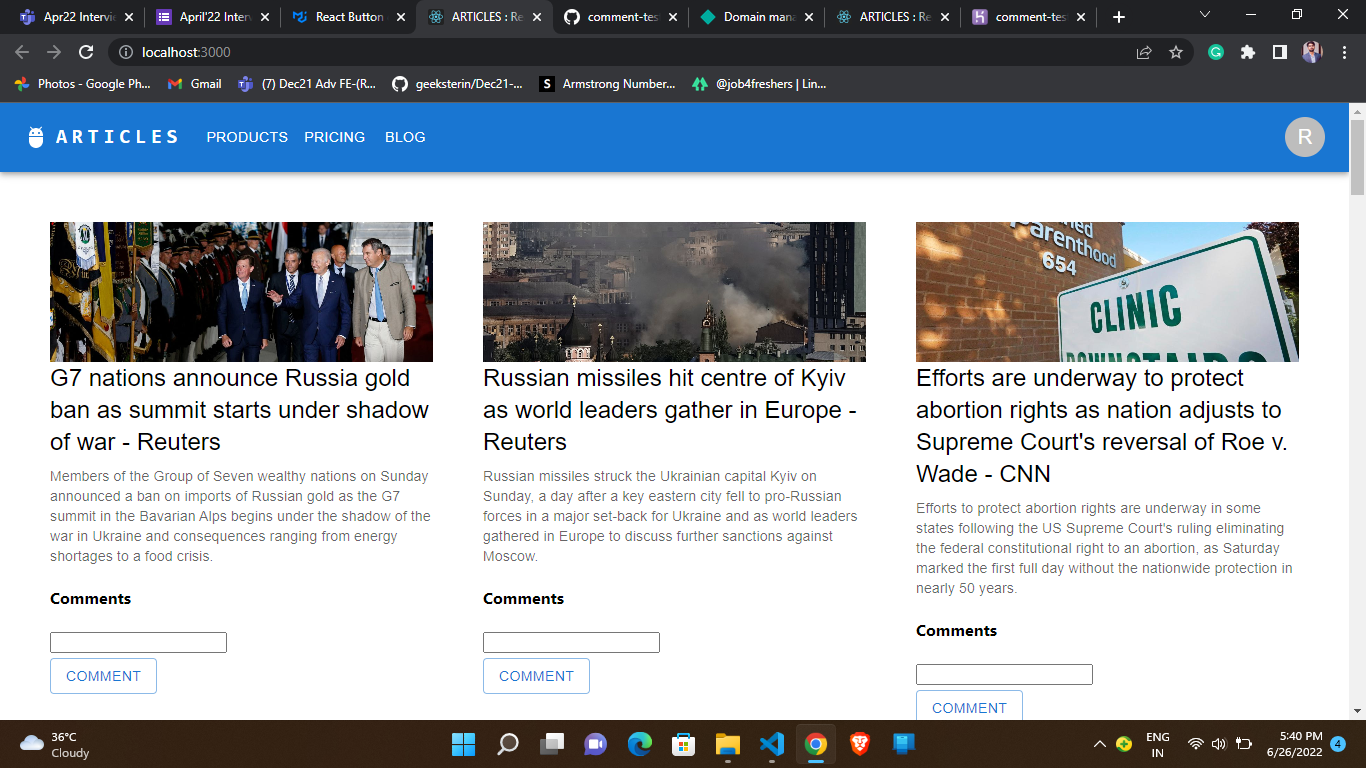 Apr22 Intervi
April'22 Inter
React Button
ARTICLES : Re
comment-tes
Domain mana
ARTICLES : Re
comment-tes
localhost:3000
Photos - Google Ph...
Gmail
(7) Dec21 Adv FE-(R...
geeksterin/Dec21-...
S
Armstrong Number...
@job4freshers | Lin...
ARTICLES
PRODUCTS
PRICING
BLOG
R
Parenthood
654
CLINIC
G7 nations announce Russia gold
ban as summit starts under shadow
of war - Reuters
Members of the Group of Seven wealthy nations on Sunday
announced a ban on imports of Russian gold as the G7
summit in the Bavarian Alps begins under the shadow of the
war in Ukraine and consequences ranging from energy
shortages to a food crisis.
Comments
COMMENT
Russian missiles hit centre of Kyiv
as world leaders gather in Europe -
Reuters
Russian missiles struck the Ukrainian capital Kyiv on
Sunday, a day after a key eastern city fell to pro-Russian
forces in a major set-back for Ukraine and as world leaders
gathered in Europe to discuss further sanctions against
Moscow.
Comments
COMMENT
Efforts are underway to protect
abortion rights as nation adjusts to
Supreme Court's reversal of Roe v.
Wade - CNN
Efforts to protect abortion rights are underway in some
states following the US Supreme Court's ruling eliminating
the federal constitutional right to an abortion, as Saturday
marked the first full day without the nationwide protection in
nearly 50 years.
Comments
COMMENT
36°C
Cloudy
ENG
IN
5:40 PM
6/26/2022
4